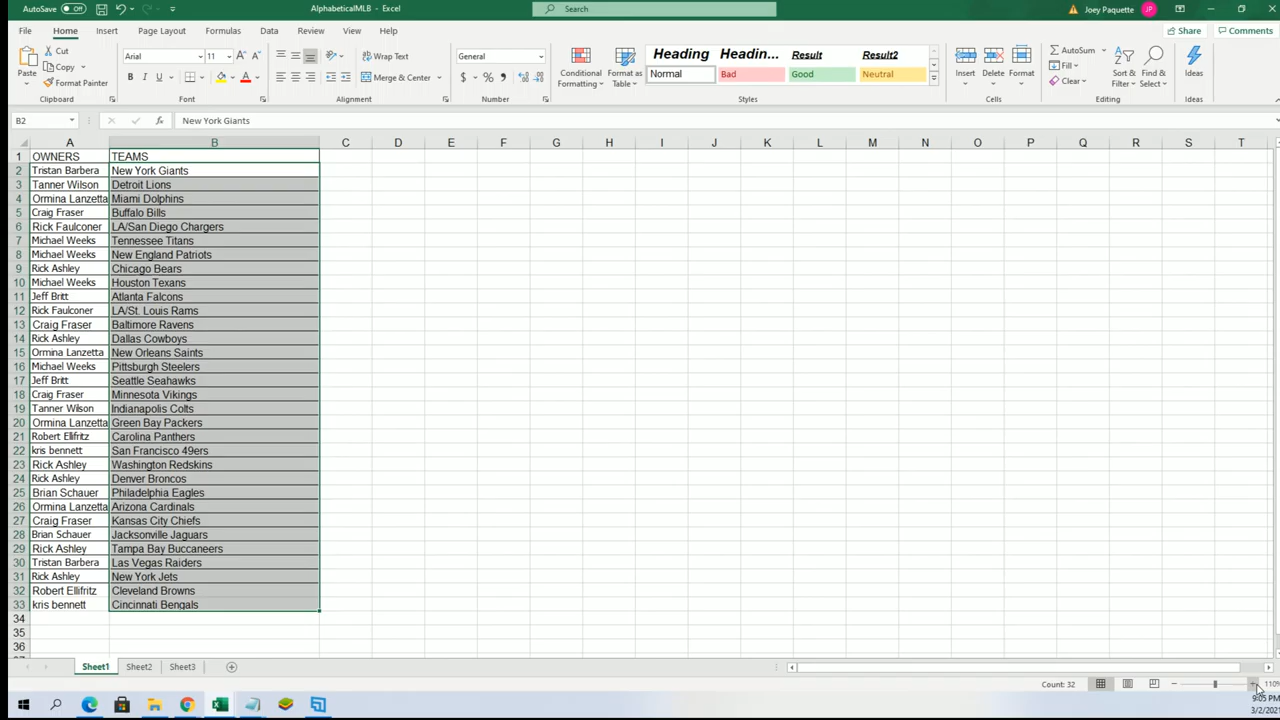 AutoSave Off AlphabeticalMLB - Excel Search Joey Paquette JP
File Home Insert Page Layout Formulas Data Review View Help Share Comments
Paste Cut Copy Format Painter Clipboard
Arial 11 B I U A Font
Wrap Text Merge & Center Alignment
General $ % , Number
Conditional Formatting Format as Table Heading Headin... Result Result2 Normal Bad Good Neutral Styles
Insert Delete Format Cells
AutoSum Fill Clear Sort & Filter Find & Select Editing
Ideas Ideas
B2 fx New York Giants
A B C D E F G H I J K L M N O P Q R S T
1 OWNERS TEAMS
2 Tristan Barbera New York Giants
3 Tanner Wilson Detroit Lions
4 Ormina Lanzetta Miami Dolphins
5 Craig Fraser Buffalo Bills
6 Rick Faulconer LA/San Diego Chargers
7 Michael Weeks Tennessee Titans
8 Michael Weeks New England Patriots
9 Rick Ashley Chicago Bears
10 Michael Weeks Houston Texans
11 Jeff Britt Atlanta Falcons
12 Rick Faulconer LA/St. Louis Rams
13 Craig Fraser Baltimore Ravens
14 Rick Ashley Dallas Cowboys
15 Ormina Lanzetta New Orleans Saints
16 Michael Weeks Pittsburgh Steelers
17 Jeff Britt Seattle Seahawks
18 Craig Fraser Minnesota Vikings
19 Tanner Wilson Indianapolis Colts
20 Ormina Lanzetta Green Bay Packers
21 Robert Ellifritz Carolina Panthers
22 kris bennett San Francisco 49ers
23 Rick Ashley Washington Redskins
24 Rick Ashley Denver Broncos
25 Brian Schauer Philadelphia Eagles
26 Ormina Lanzetta Arizona Cardinals
27 Craig Fraser Kansas City Chiefs
28 Brian Schauer Jacksonville Jaguars
29 Rick Ashley Tampa Bay Buccaneers
30 Tristan Barbera Las Vegas Raiders
31 Rick Ashley New York Jets
32 Robert Ellifritz Cleveland Browns
33 kris bennett Cincinnati Bengals
34
35
36
Sheet1 Sheet2 Sheet3
Count: 32 110%
9:05 PM
3/2/202